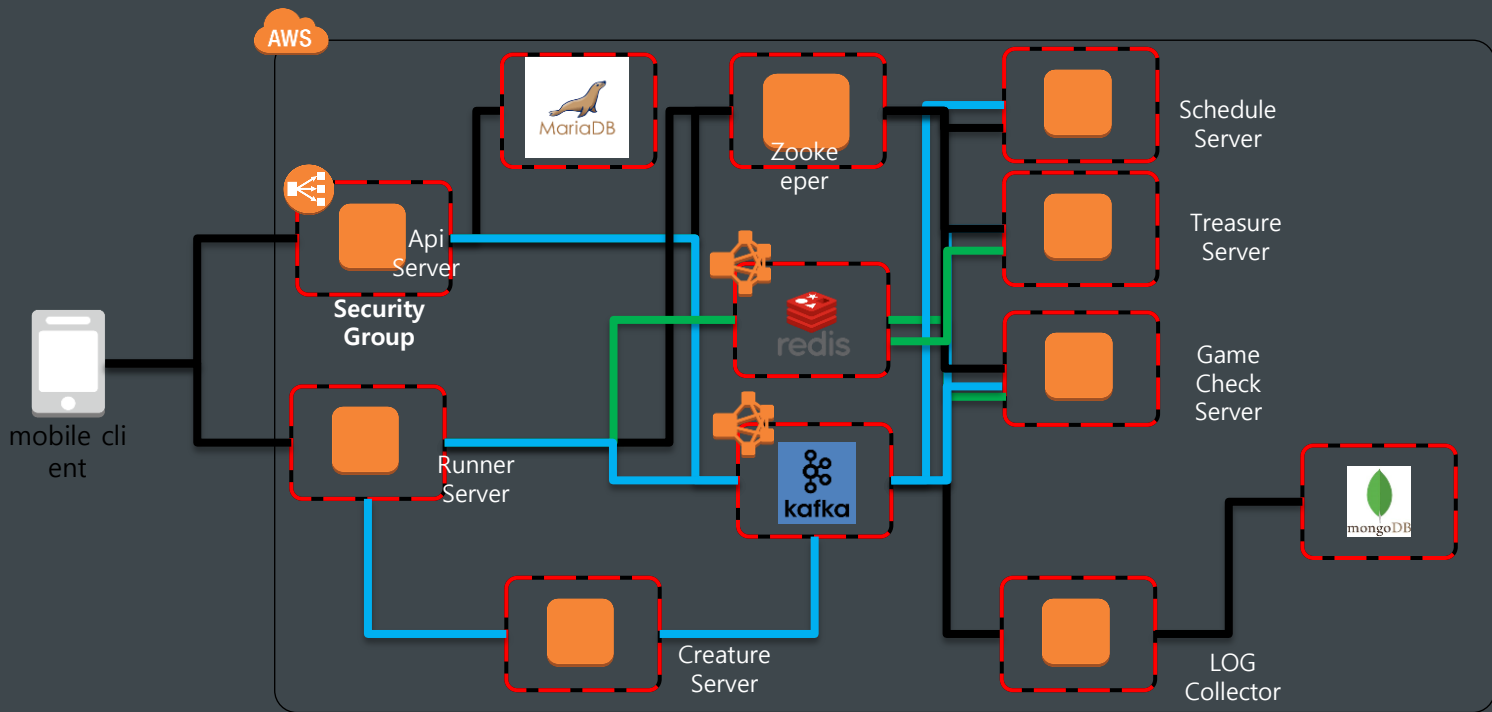 AWS
MariaDB
Zooke
eper
Schedule
Server
Api
Server
Security
Group
Treasure
Server
redis
Game
Check
Server
mobile cli
ent
Runner
Server
kafka
mongoDB
Creature
Server
LOG
Collector